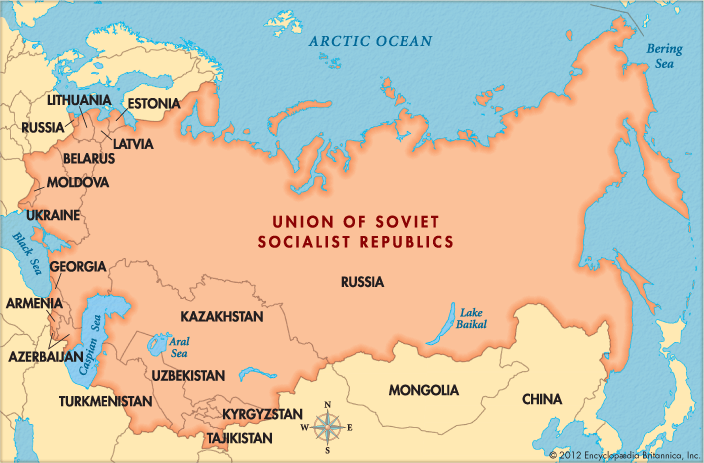 ARCTIC OCEAN
Bering
Sea
LITHUANIA
ESTONIA
RUSSIA
LATVIA
BELARUS
MOLDOVA
UKRAINE
UNION OF SOVIET
SOCIALIST REPUBLICS
Black Sea
GEORGIA
RUSSIA
ARMENIA
KAZAKHSTAN
Lake
Baikal
Caspian Sea
Aral
Sea
AZERBAIJAN
UZBEKISTAN
MONGOLIA
TURKMENISTAN
CHINA
KYRGYZSTAN
TAJIKISTAN
N
W
E
S
© 2012 Encyclopædia Britannica, Inc.